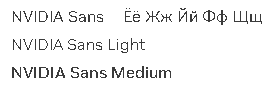 NVIDIA Sans Ёё Жж Йй Фф Щщ
NVIDIA Sans Light
NVIDIA Sans Medium